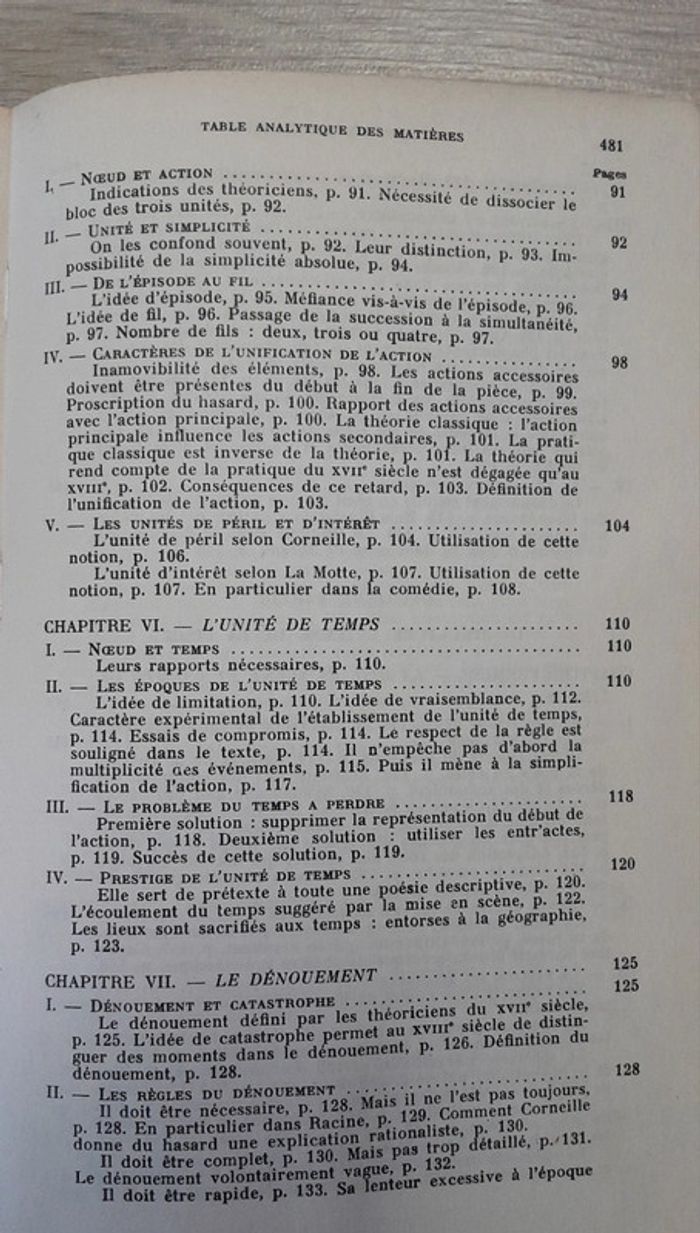 TABLE ANALYTIQUE DES MATIÈRES 481
Pages
I. — NŒUD ET ACTION .......... 91
Indications des théoriciens, p. 91. Nécessité de dissocier le
bloc des trois unités, p. 92.
II. — UNITÉ ET SIMPLICITÉ .......... 92
On les confond souvent, p. 92. Leur distinction, p. 93. Im-
possibilité de la simplicité absolue, p. 94.
III. — DE L'ÉPISODE AU FIL .......... 94
L'idée d'épisode, p. 95. Méfiance vis-à-vis de l'épisode, p. 96.
L'idée de fil, p. 96. Passage de la succession à la simultanéité,
p. 97. Nombre de fils : deux, trois ou quatre, p. 97.
IV. — CARACTÈRES DE L'UNIFICATION DE L'ACTION .......... 98
Inamovibilité des éléments, p. 98. Les actions accessoires
doivent être présentes du début à la fin de la pièce, p. 99.
Proscription du hasard, p. 100. Rapport des actions accessoires
avec l'action principale, p. 100. La théorie classique : l'action
principale influence les actions secondaires, p. 101. La prati-
que classique est inverse de la théorie, p. 101. La théorie qui
rend compte de la pratique du XVIIe siècle n'est dégagée qu'au
XVIIIe, p. 102. Conséquences de ce retard, p. 103. Définition de
l'unification de l'action, p. 103.
V. — LES UNITÉS DE PÉRIL ET D'INTÉRÊT .......... 104
L'unité de péril selon Corneille, p. 104. Utilisation de cette
notion, p. 106.
L'unité d'intérêt selon La Motte, p. 107. Utilisation de cette
notion, p. 107. En particulier dans la comédie, p. 108.
CHAPITRE VI. — L'UNITÉ DE TEMPS .......... 110
I. — NŒUD ET TEMPS .......... 110
Leurs rapports nécessaires, p. 110.
II. — LES ÉPOQUES DE L'UNITÉ DE TEMPS .......... 110
L'idée de limitation, p. 110. L'idée de vraisemblance, p. 112.
Caractère expérimental de l'établissement de l'unité de temps,
p. 114. Essais de compromis, p. 114. Le respect de la règle est
souligné dans le texte, p. 114. Il n'empêche pas d'abord la
multiplicité des événements, p. 115. Puis il mène à la simpli-
fication de l'action, p. 117.
III. — LE PROBLÈME DU TEMPS A PERDRE .......... 118
Première solution : supprimer la représentation du début de
l'action, p. 118. Deuxième solution : utiliser les entr'actes,
p. 119. Succès de cette solution, p. 119.
IV. — PRESTIGE DE L'UNITÉ DE TEMPS .......... 120
Elle sert de prétexte à toute une poésie descriptive, p. 120.
L'écoulement du temps suggéré par la mise en scène, p. 122.
Les lieux sont sacrifiés aux temps : entorses à la géographie,
p. 123.
CHAPITRE VII. — LE DÉNOUEMENT .......... 125
I. — DÉNOUEMENT ET CATASTROPHE .......... 125
Le dénouement défini par les théoriciens du XVIIe siècle,
p. 125. L'idée de catastrophe permet au XVIIIe siècle de distin-
guer des moments dans le dénouement, p. 126. Définition du
dénouement, p. 128.
II. — LES RÈGLES DU DÉNOUEMENT .......... 128
Il doit être nécessaire, p. 128. Mais il ne l'est pas toujours,
p. 128. En particulier dans Racine, p. 129. Comment Corneille
donne du hasard une explication rationaliste, p. 130.
Il doit être complet, p. 130. Mais pas trop détaillé, p. 131.
Le dénouement volontairement vague, p. 132.
Il doit être rapide, p. 133. Sa lenteur excessive à l'époque